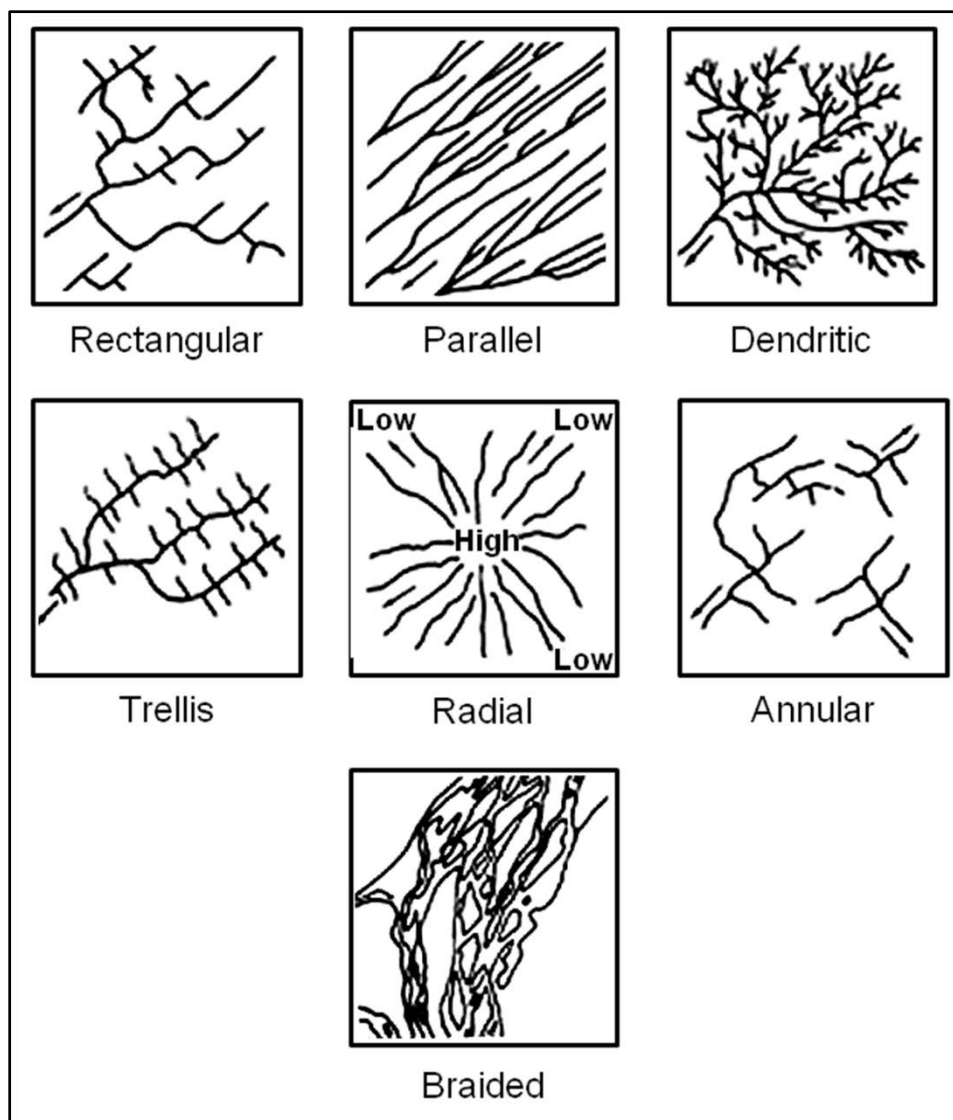 Rectangular
Parallel
Dendritic
Low
Low
High
Low
Trellis
Radial
Annular
Braided